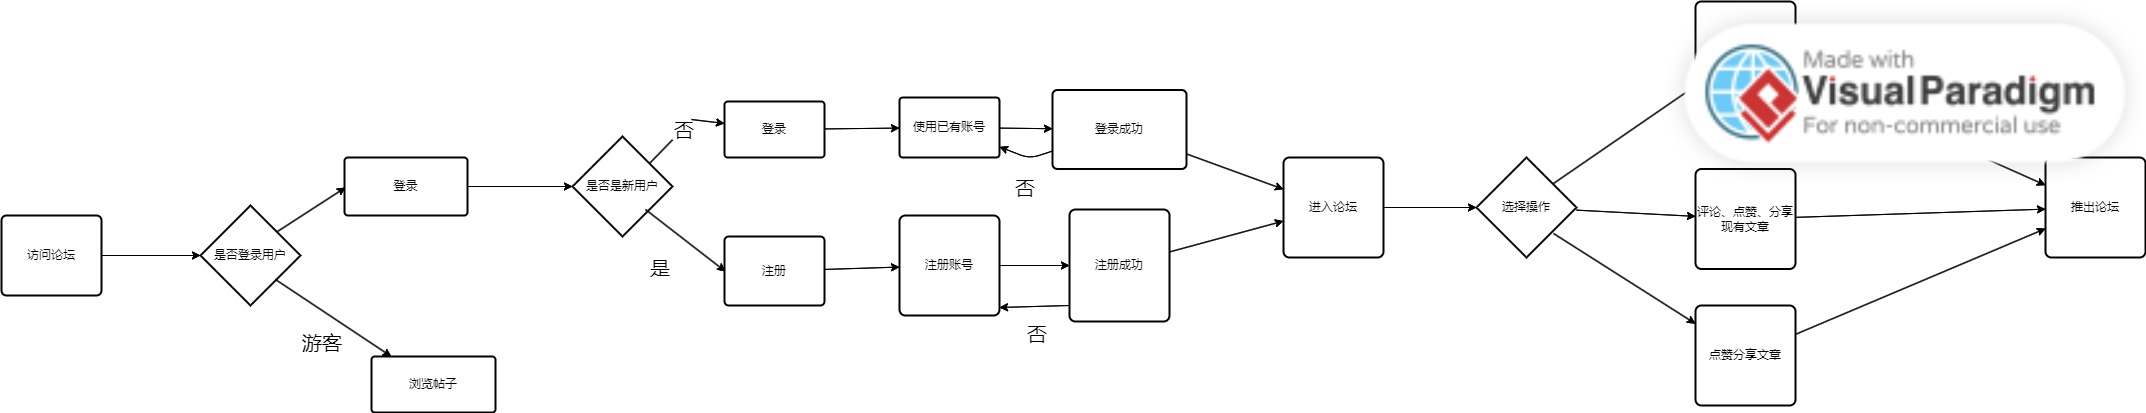 访问论坛
是否登录用户
登录
游客
浏览帖子
是否是新用户
否
登录
使用已有账号
登录成功
否
是
注册
注册账号
注册成功
否
进入论坛
选择操作
Made with
Visual Paradigm
For non-commercial use
评论、点赞、分享
现有文章
点赞分享文章
推出论坛